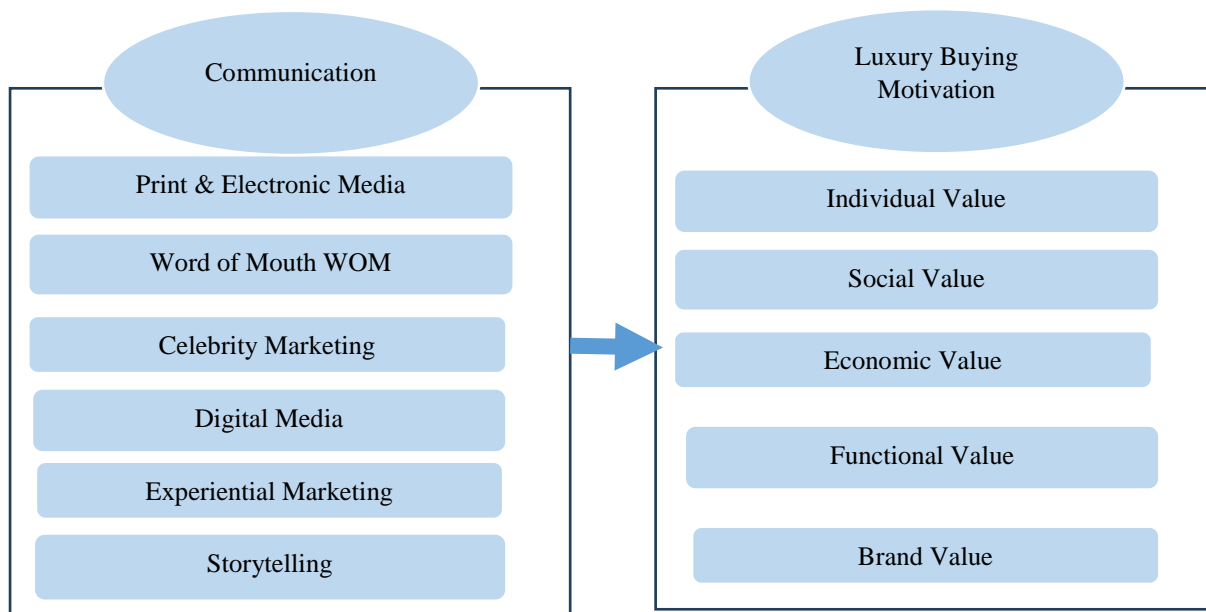 Communication
Print & Electronic Media
Word of Mouth WOM
Celebrity Marketing
Digital Media
Experiential Marketing
Storytelling
Luxury Buying
Motivation
Individual Value
Social Value
Economic Value
Functional Value
Brand Value